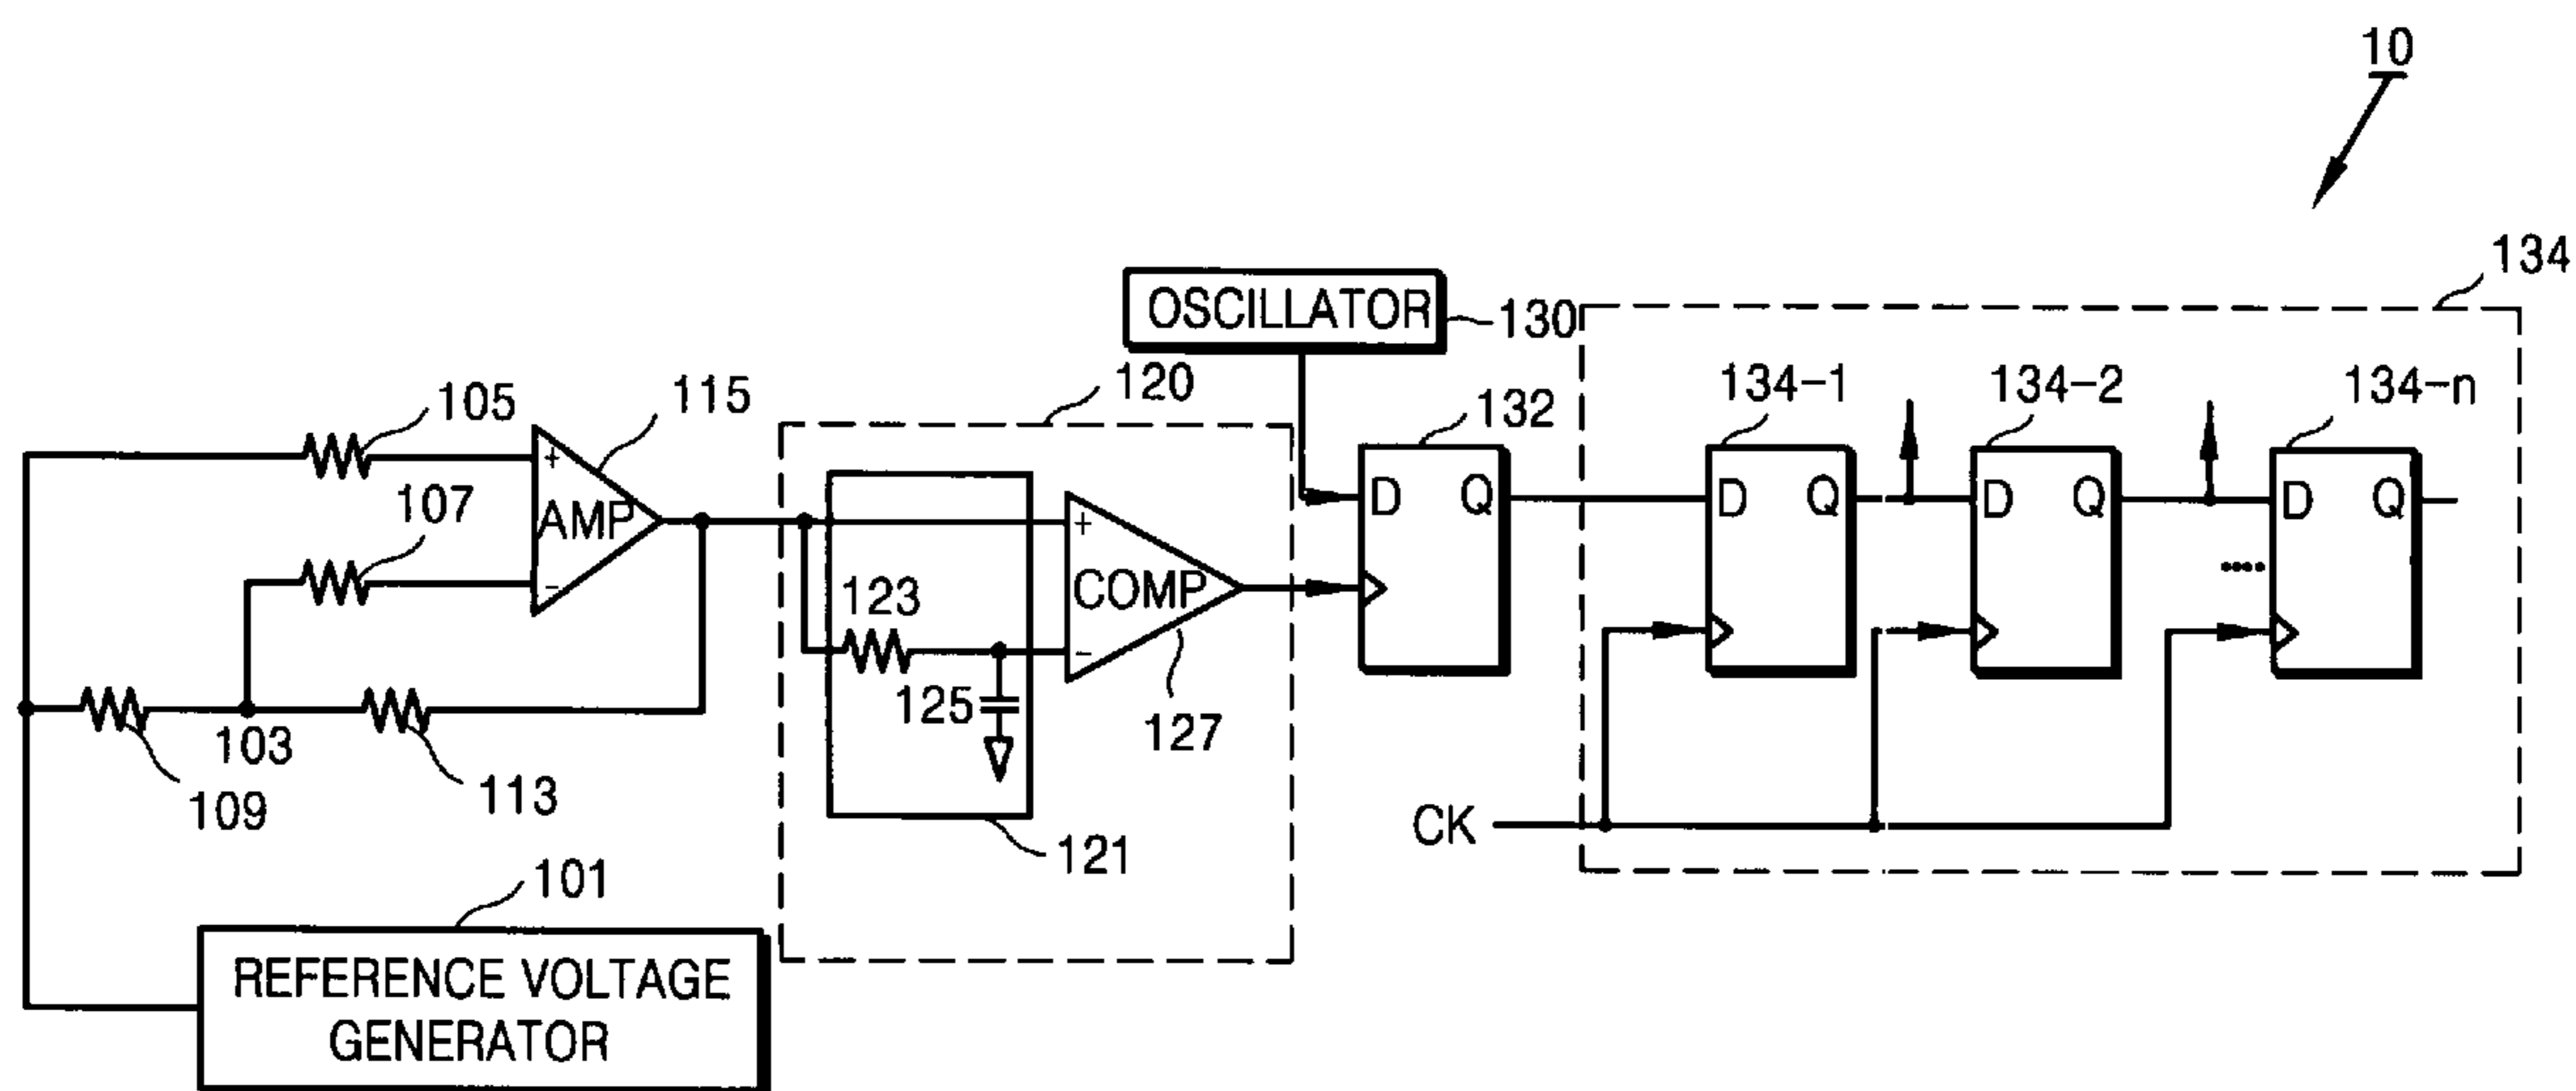 10
134
OSCILLATOR
130
120
134-1
134-2
134-n
105
115
132
+
D
Q
D
Q
D
Q
D
Q
107
AMP
+
-
123
COMP
....
-
125
127
103
109
113
CK
121
101
REFERENCE VOLTAGE
GENERATOR